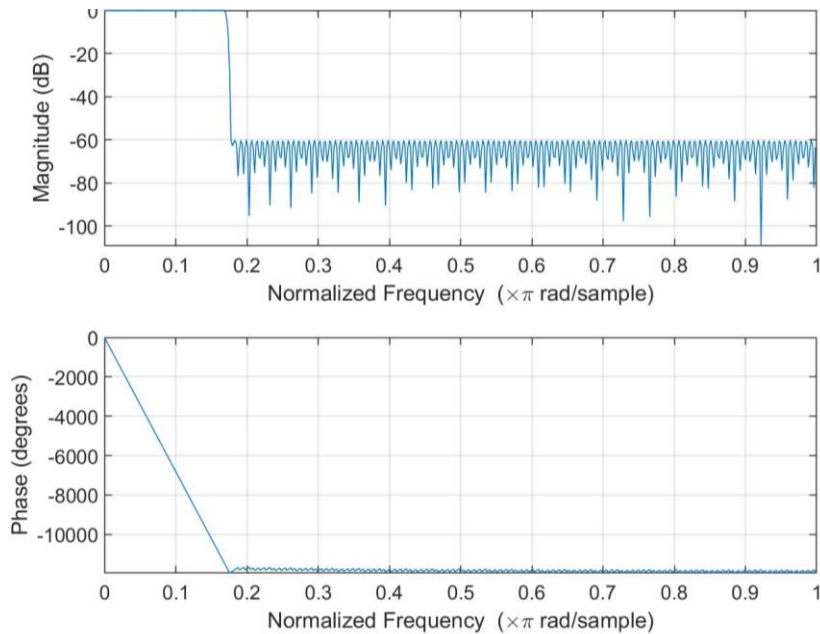 0
-20
-40
-60
-80
-100
Magnitude (dB)
0 0.1 0.2 0.3 0.4 0.5 0.6 0.7 0.8 0.9 1
Normalized Frequency (×π rad/sample)
0
-2000
-4000
-6000
-8000
-10000
Phase (degrees)
0 0.1 0.2 0.3 0.4 0.5 0.6 0.7 0.8 0.9 1
Normalized Frequency (×π rad/sample)